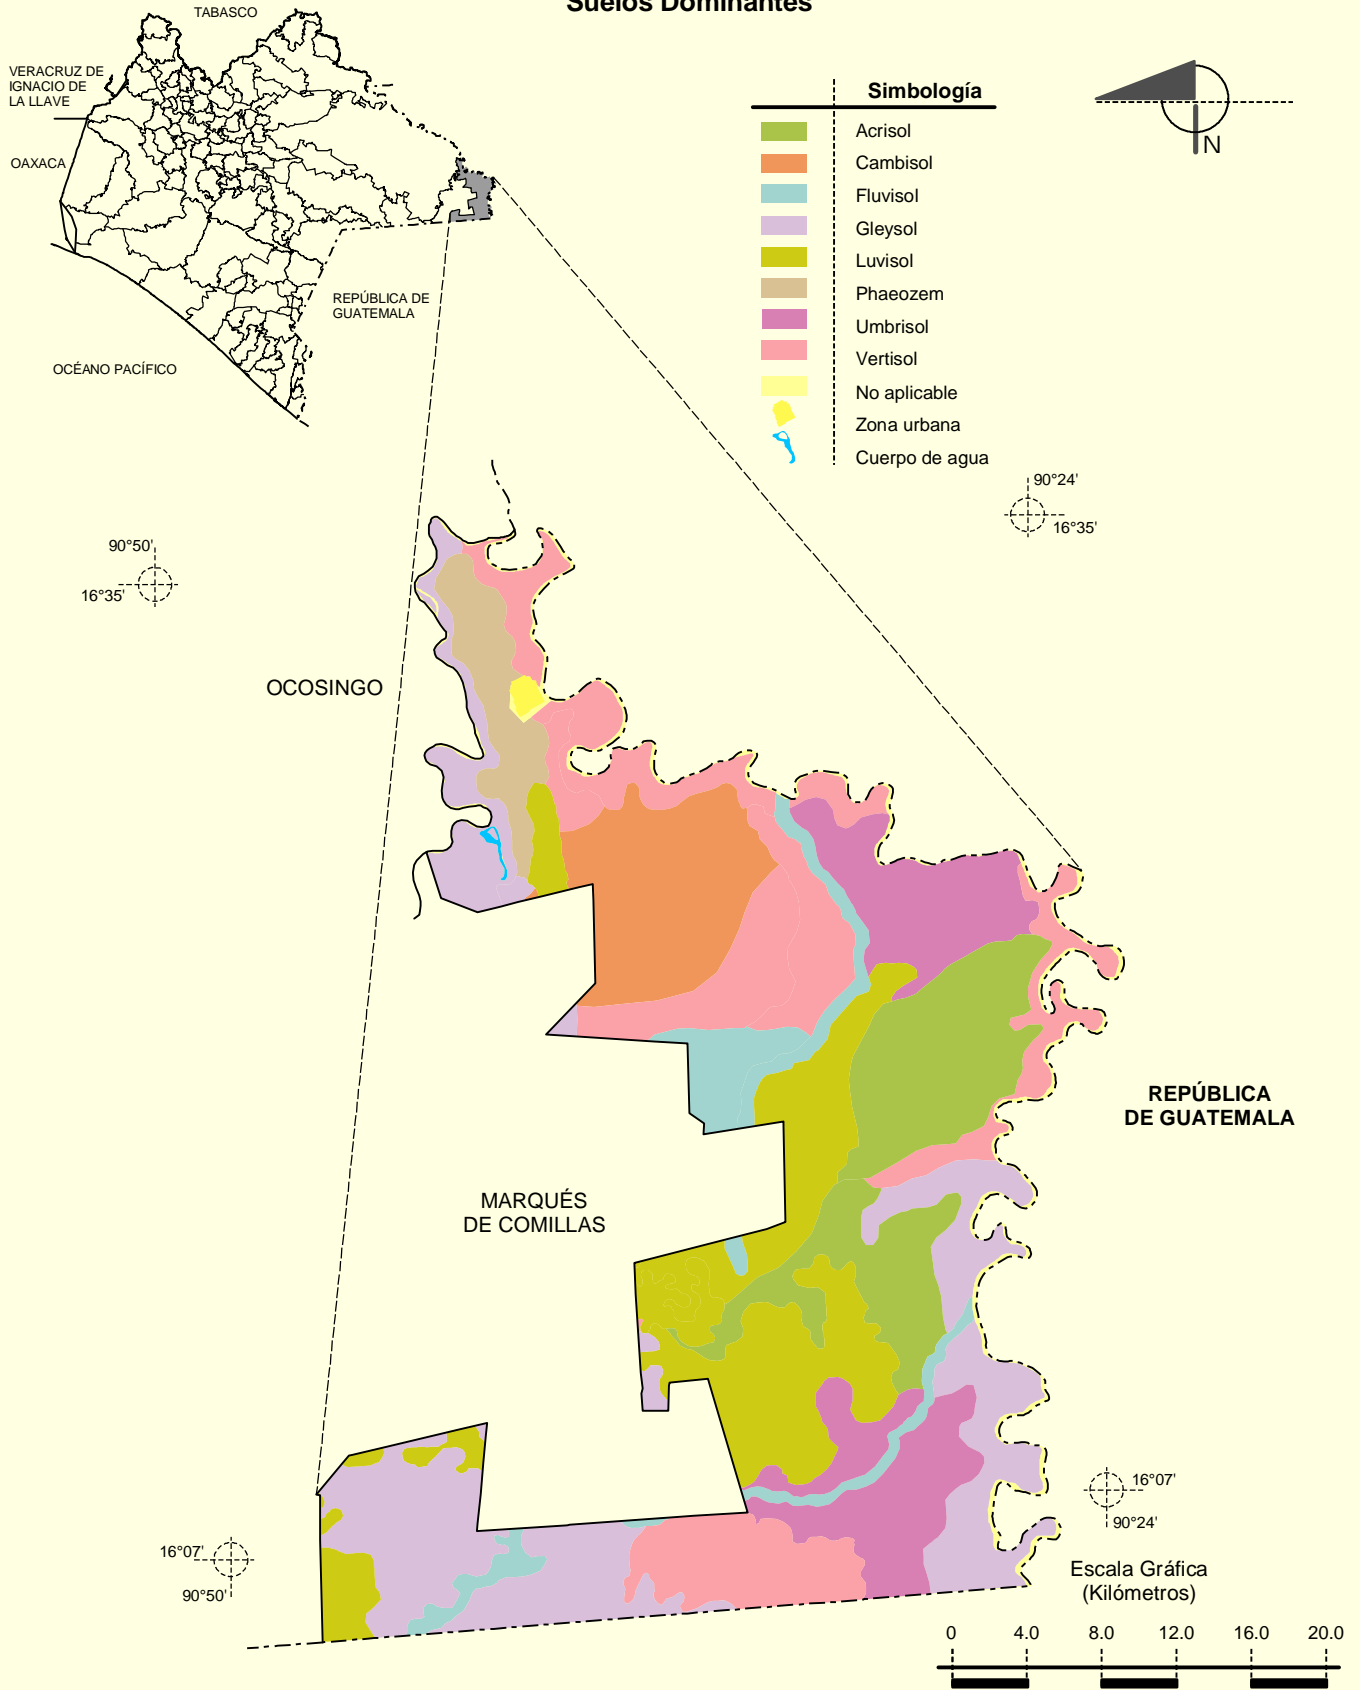 Suelos Dominantes
TABASCO
VERACRUZ DE
IGNACIO DE
LA LLAVE
OAXACA
REPÚBLICA DE
GUATEMALA
OCÉANO PACÍFICO
Simbología
Acrisol
Cambisol
Fluvisol
Gleysol
Luvisol
Phaeozem
Umbrisol
Vertisol
No aplicable
Zona urbana
Cuerpo de agua
N
90°24'
16°35'
90°50'
16°35'
OCOSINGO
REPÚBLICA
DE GUATEMALA
MARQUÉS
DE COMILLAS
16°07'
90°24'
16°07'
90°50'
Escala Gráfica
(Kilómetros)
0 4.0 8.0 12.0 16.0 20.0